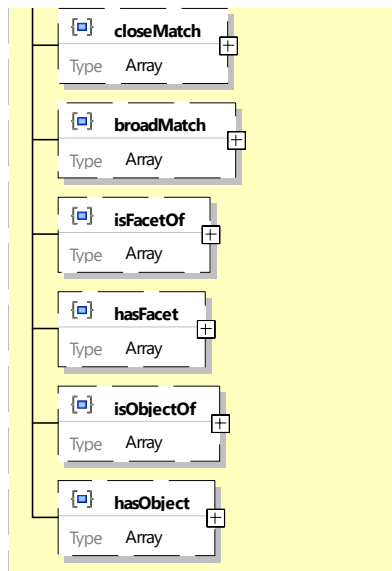 closeMatch
Type Array
broadMatch
Type Array
isFacetOf
Type Array
hasFacet
Type Array
isObjectOf
Type Array
hasObject
Type Array